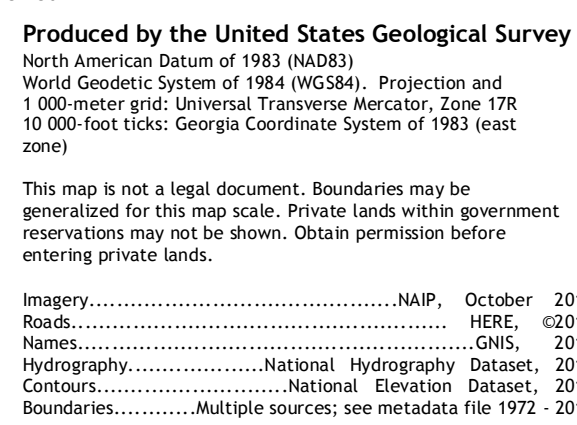 Produced by the United States Geological Survey
North American Datum of 1983 (NAD83)
World Geodetic System of 1984 (WGS84). Projection and
1 000-meter grid: Universal Transverse Mercator, Zone 17R
10 000-foot ticks: Georgia Coordinate System of 1983 (east
zone)
This map is not a legal document. Boundaries may be
generalized for this map scale. Private lands within government
reservations may not be shown. Obtain permission before
entering private lands.
Imagery.............................................NAIP, October
Roads...................................................... HERE,
Names.........................................................GNIS,
Hydrography....................National Hydrography Dataset,
Contours............................National Elevation Dataset,
Boundaries............Multiple sources; see metadata file 1972 -